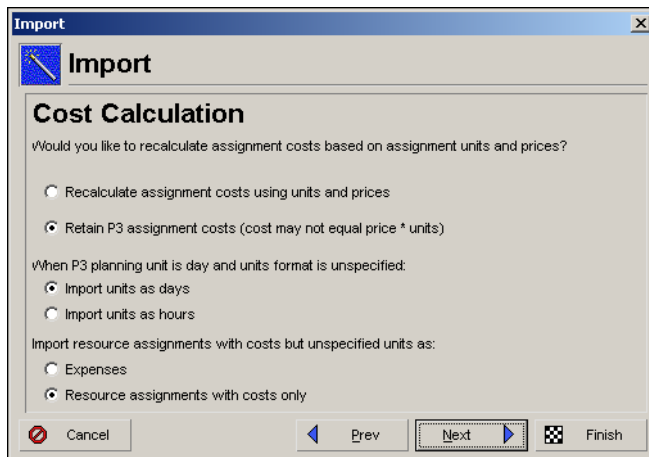 Import
Import
Cost Calculation
Would you like to recalculate assignment costs based on assignment units and prices?
Recalculate assignment costs using units and prices
Retain P3 assignment costs (cost may not equal price * units)
When P3 planning unit is day and units format is unspecified:
Import units as days
Import units as hours
Import resource assignments with costs but unspecified units as:
Expenses
Resource assignments with costs only
Cancel Prev Next Finish